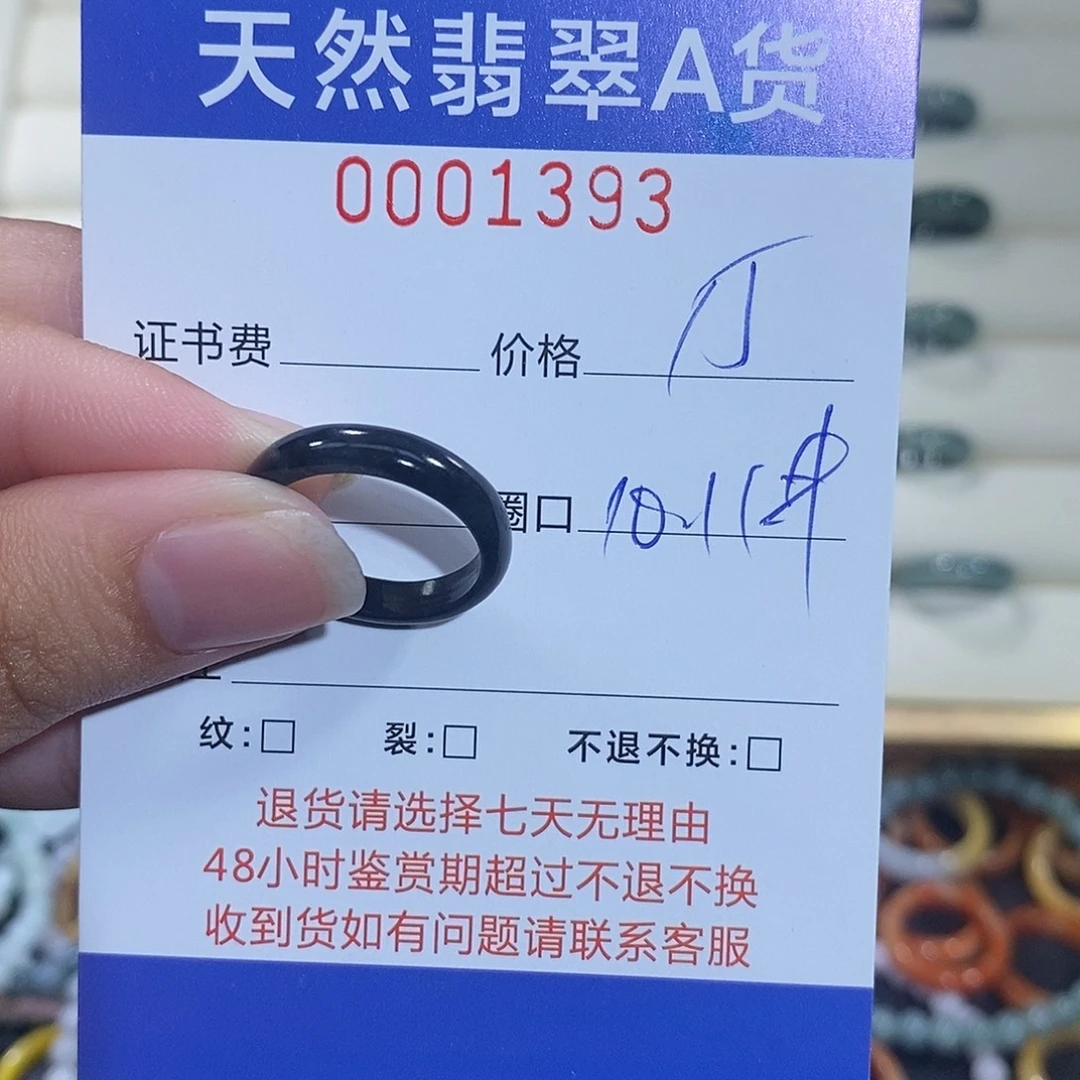 天然翡翠A货
0001393
证书费 价格
圈口 10-11
纹:□ 裂:□ 不退不换:□
退货请选择七天无理由
48小时鉴赏期超过不退不换
收到货如有问题请联系客服